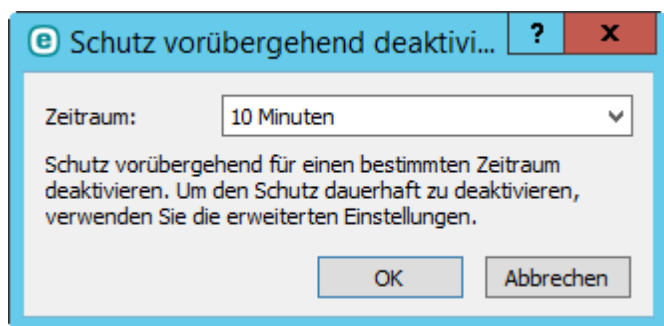 Schutz vorübergehend deaktivi... ? x
Zeitraum: 10 Minuten
Schutz vorübergehend für einen bestimmten Zeitraum
deaktivieren. Um den Schutz dauerhaft zu deaktivieren,
verwenden Sie die erweiterten Einstellungen.
OK Abbrechen